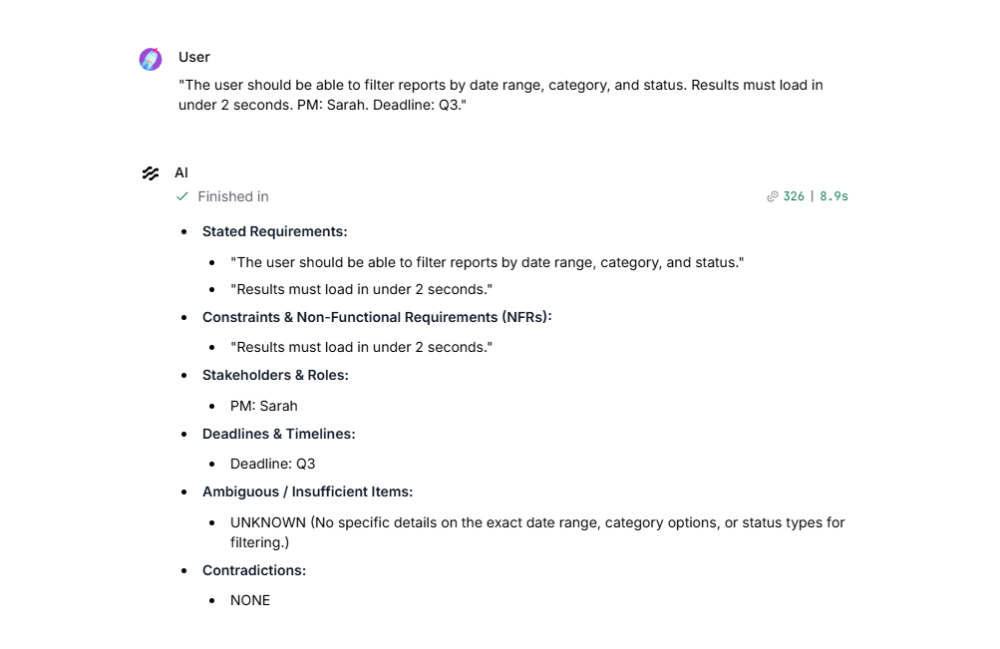 User
"The user should be able to filter reports by date range, category, and status. Results must load in
under 2 seconds. PM: Sarah. Deadline: Q3."
AI
Finished in
326 | 8.9s
Stated Requirements:
"The user should be able to filter reports by date range, category, and status."
"Results must load in under 2 seconds."
Constraints & Non-Functional Requirements (NFRs):
"Results must load in under 2 seconds."
Stakeholders & Roles:
PM: Sarah
Deadlines & Timelines:
Deadline: Q3
Ambiguous / Insufficient Items:
UNKNOWN (No specific details on the exact date range, category options, or status types for
filtering.)
Contradictions:
NONE